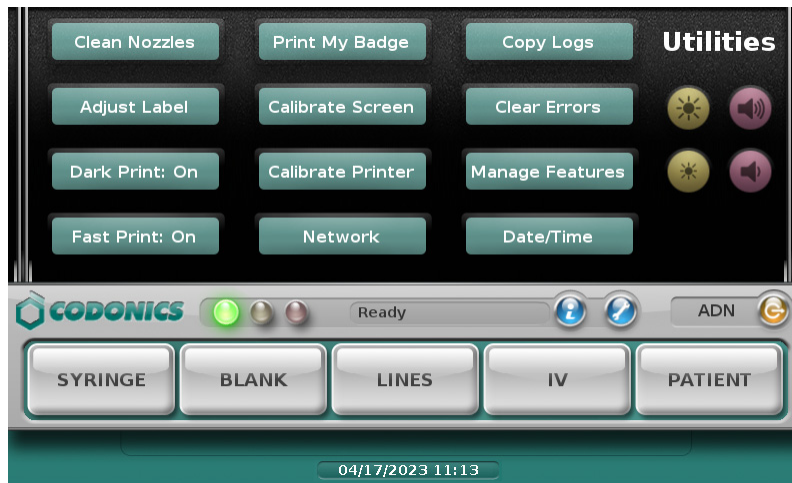 Clean Nozzles
Print My Badge
Copy Logs
Utilities
Adjust Label
Calibrate Screen
Clear Errors
Dark Print: On
Calibrate Printer
Manage Features
Fast Print: On
Network
Date/Time
CODONICS
Ready
ADN
SYRINGE
BLANK
LINES
IV
PATIENT
04/17/2023 11:13